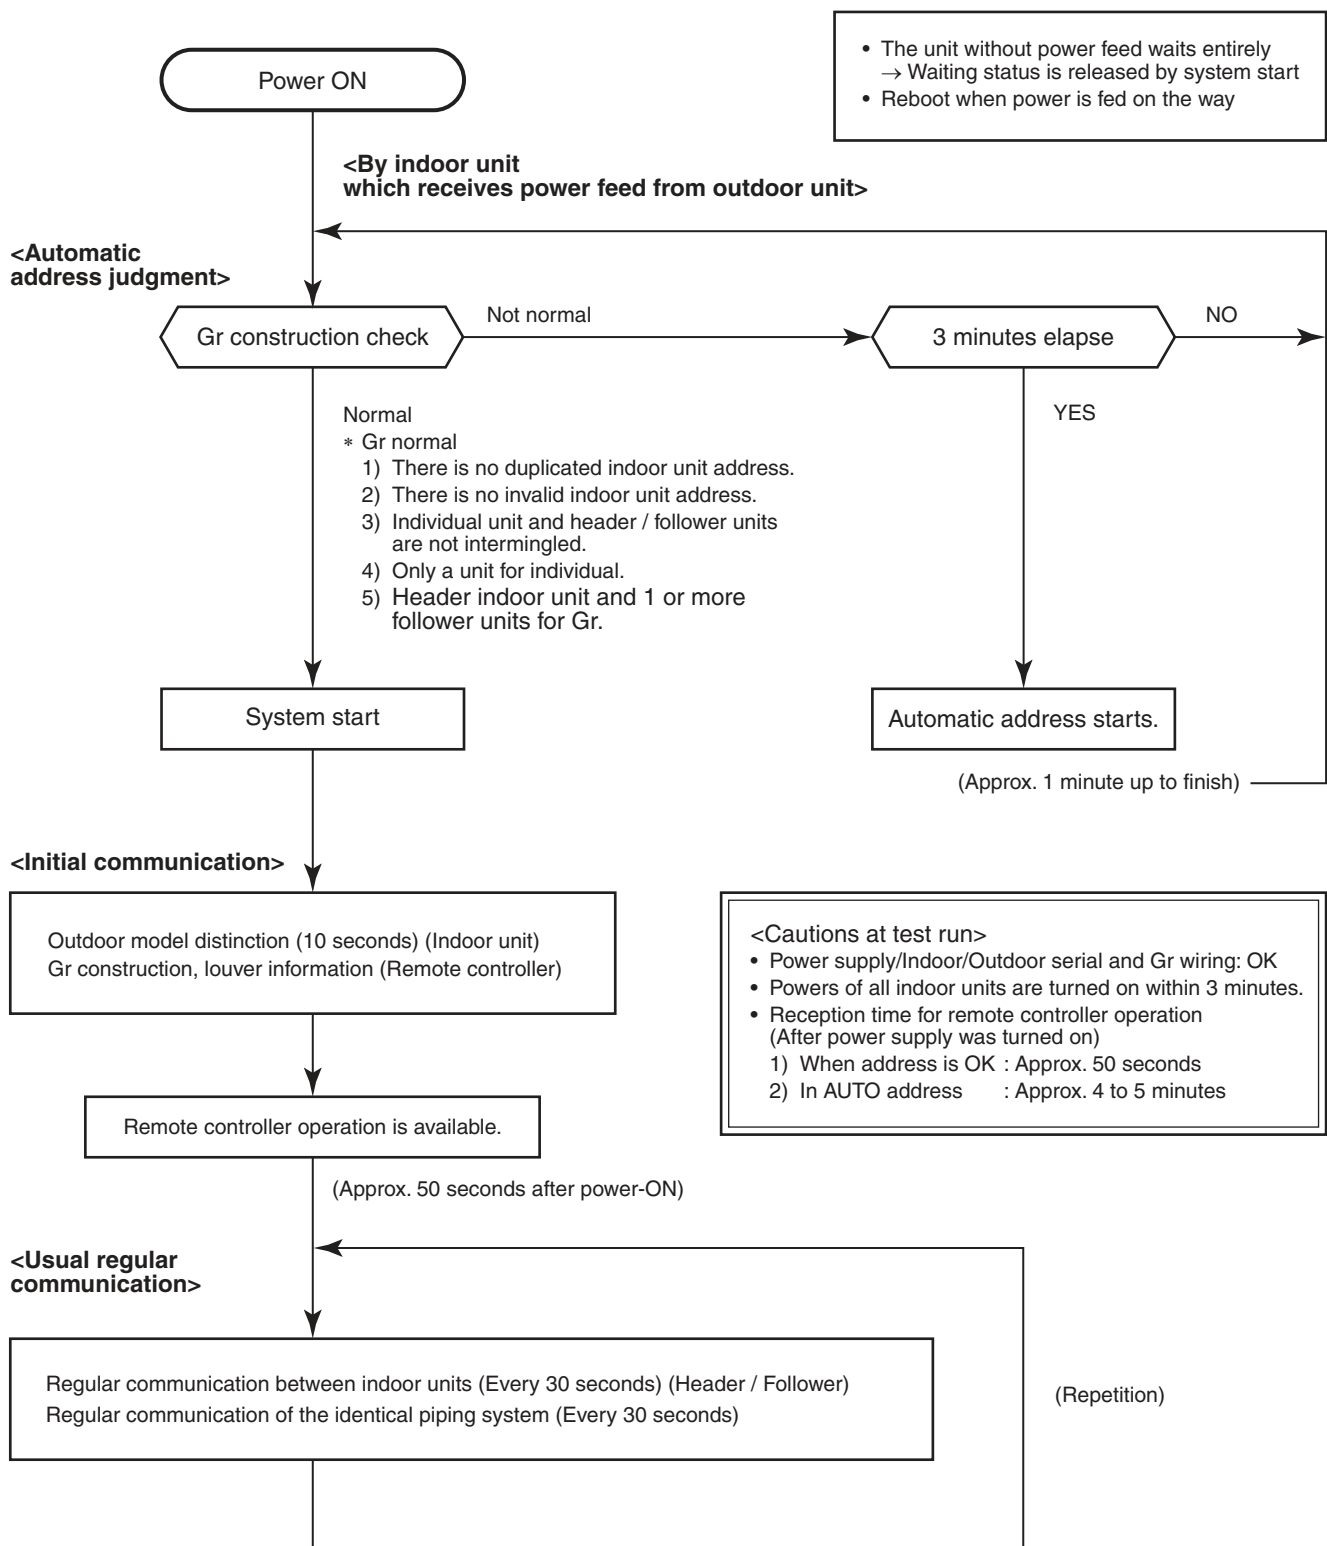 • The unit without power feed waits entirely
→ Waiting status is released by system start
• Reboot when power is fed on the way
Power ON
<By indoor unit
which receives power feed from outdoor unit>
<Automatic
address judgment>
Gr construction check
Not normal
3 minutes elapse
NO
Normal
* Gr normal
1) There is no duplicated indoor unit address.
2) There is no invalid indoor unit address.
3) Individual unit and header / follower units
are not intermingled.
4) Only a unit for individual.
5) Header indoor unit and 1 or more
follower units for Gr.
YES
System start
Automatic address starts.
(Approx. 1 minute up to finish)
<Initial communication>
Outdoor model distinction (10 seconds) (Indoor unit)
Gr construction, louver information (Remote controller)
<Cautions at test run>
• Power supply/Indoor/Outdoor serial and Gr wiring: OK
• Powers of all indoor units are turned on within 3 minutes.
• Reception time for remote controller operation
(After power supply was turned on)
1) When address is OK : Approx. 50 seconds
2) In AUTO address : Approx. 4 to 5 minutes
Remote controller operation is available.
(Approx. 50 seconds after power-ON)
<Usual regular
communication>
Regular communication between indoor units (Every 30 seconds) (Header / Follower)
Regular communication of the identical piping system (Every 30 seconds)
(Repetition)